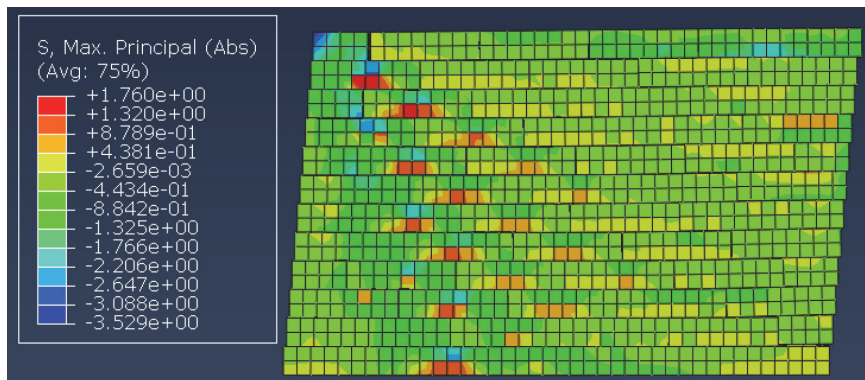 S, Max. Principal (Abs)
(Avg: 75%)
+1.760e+00
+1.320e+00
+8.789e-01
+4.381e-01
-2.659e-03
-4.434e-01
-8.842e-01
-1.325e+00
-1.766e+00
-2.206e+00
-2.647e+00
-3.088e+00
-3.529e+00